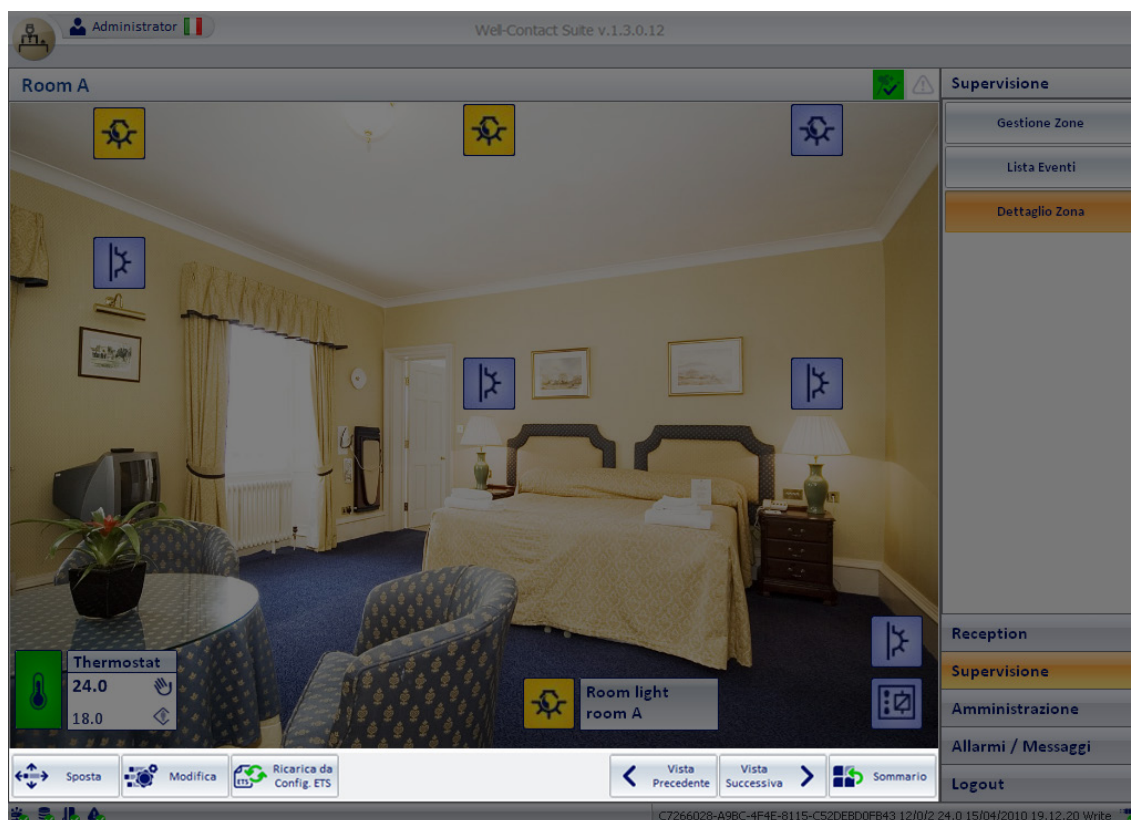 Administrator
Well-Contact Suite v.1.3.0.12
Room A
Supervisione
Gestione Zone
Lista Eventi
Dettaglio Zona
Thermostat
24.0
18.0
Room light
room A
Reception
Supervisione
Amministrazione
Allarmi / Messaggi
Logout
Sposta
Modifica
ETS
Ricarica da
Config. ETS
Vista
Precedente
Vista
Successiva
Sommario
C7266028-A9BC-4F4E-8115-C52DEBD0FB43 12/0/2 24.0 15/04/2010 19.12.20 Write